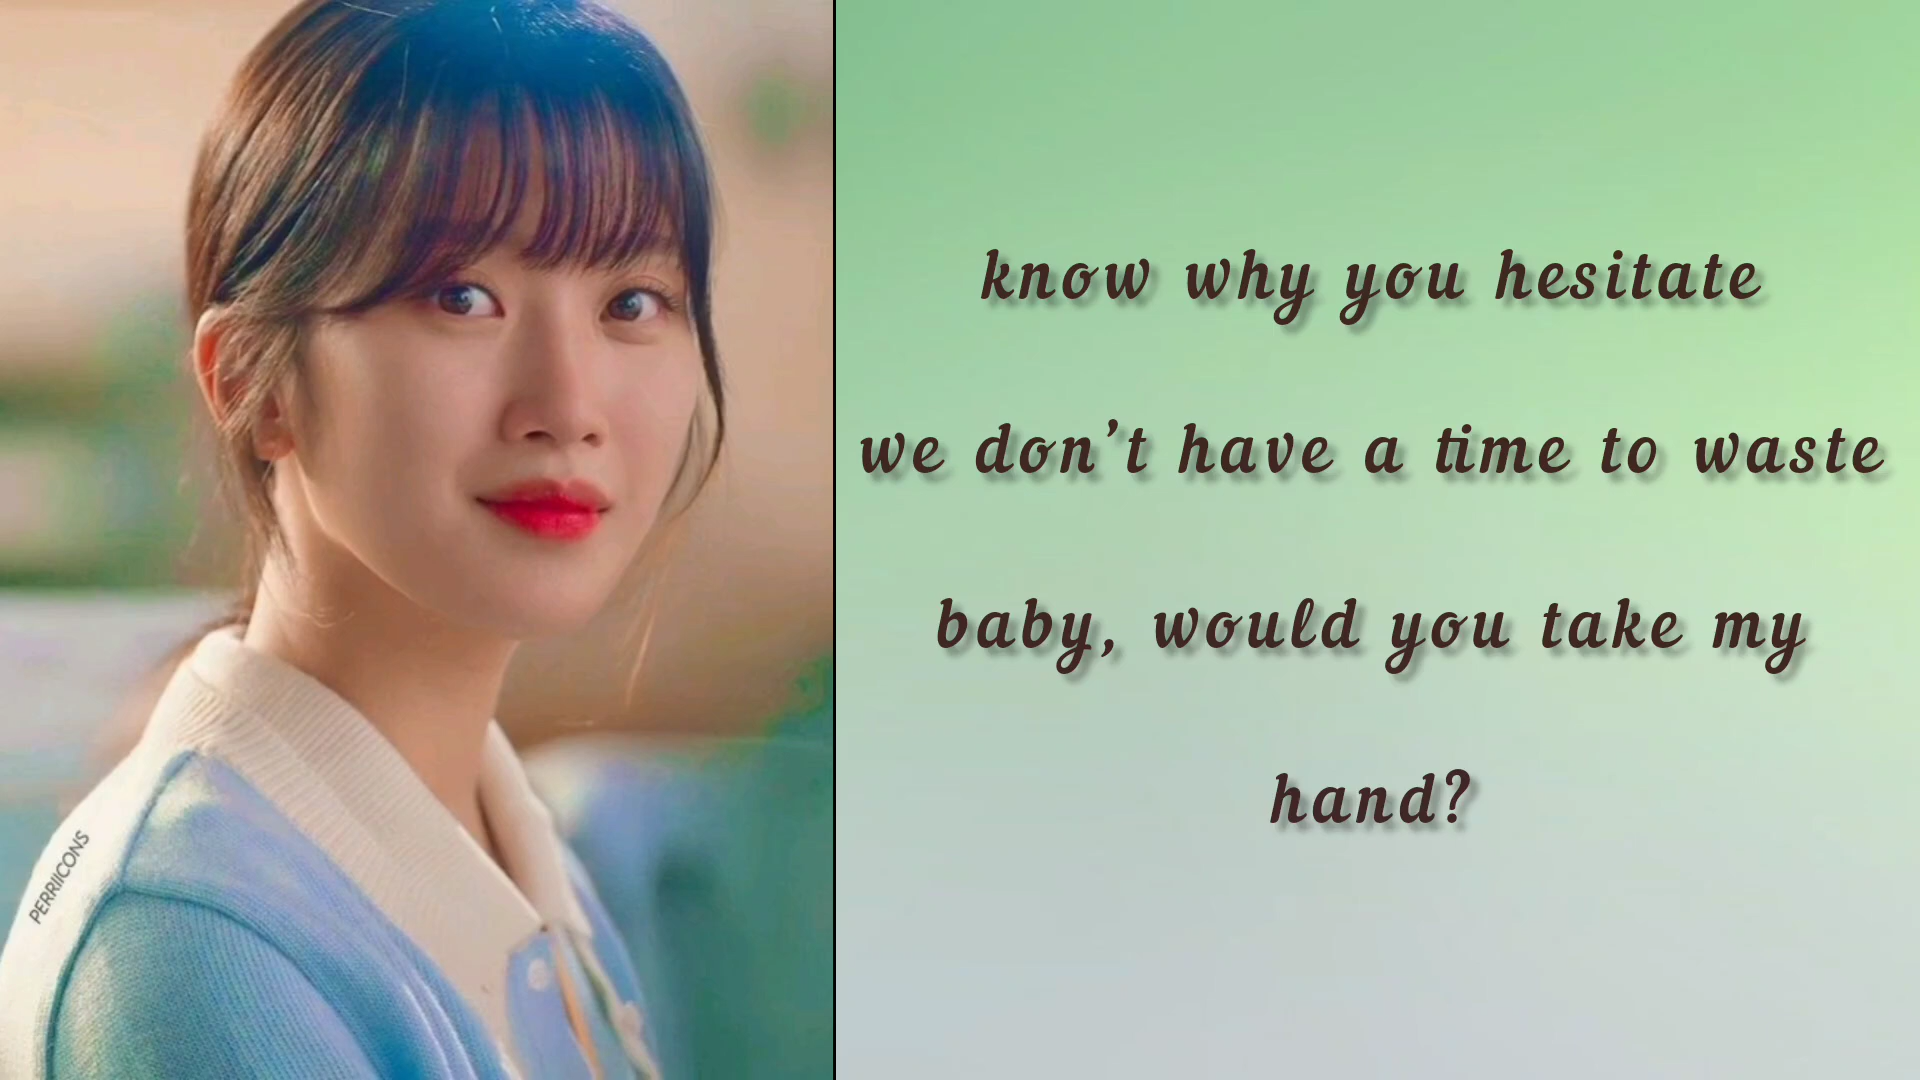 know why you hesitate
we don't have a time to waste
baby, would you take my
hand?
PERRIICONS